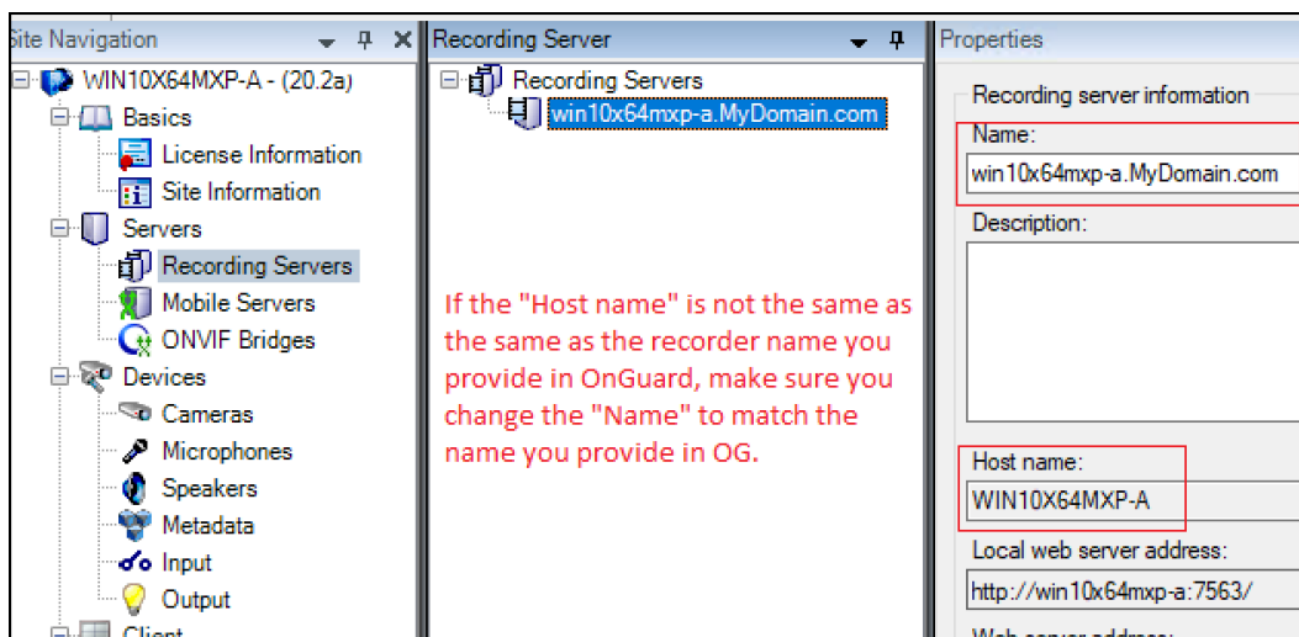 Site Navigation
WIN10X64MXP-A - (20.2a)
Basics
License Information
Site Information
Servers
Recording Servers
Mobile Servers
ONVIF Bridges
Devices
Cameras
Microphones
Speakers
Metadata
Input
Output
Client
Recording Server
Recording Servers
win10x64mxp-a.MyDomain.com
If the "Host name" is not the same as
the same as the recorder name you
provide in OnGuard, make sure you
change the "Name" to match the
name you provide in OG.
Properties
Recording server information
Name:
win10x64mxp-a.MyDomain.com
Description:
Host name:
WIN10X64MXP-A
Local web server address:
http://win10x64mxp-a:7563/
Web server address: